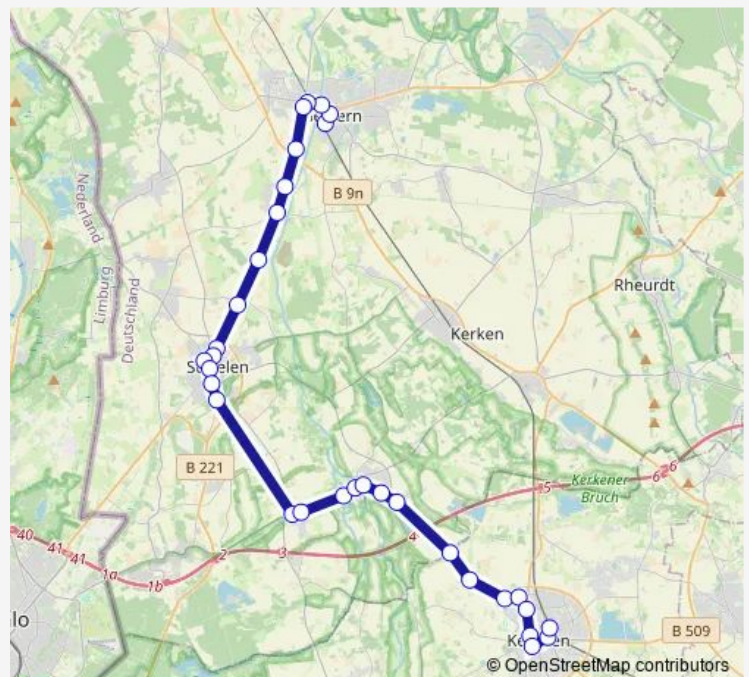 B 9n
Nederland
Limburg
Deutschland
Rheurdt
Kerken
B 221
Kerkener
Bruch
6 6
5
4
3
2
40
41
41
1a
1b
B 509
© OpenStreetMap contributors